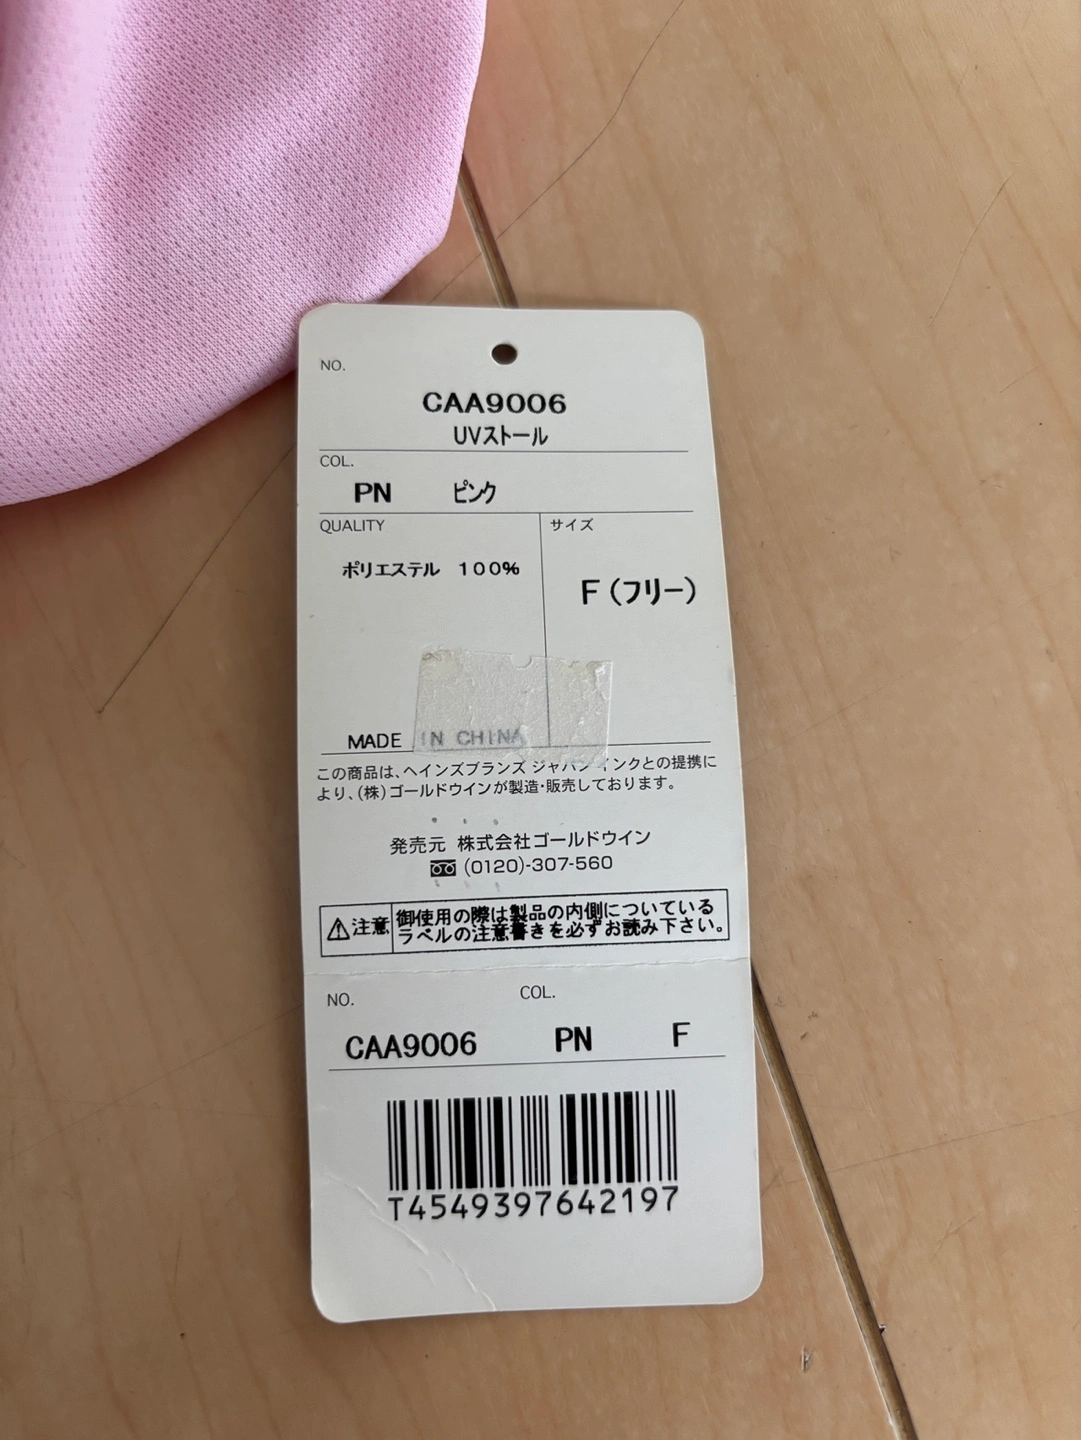 NO.
CAA9006
UVストール
COL.
PN ピンク
QUALITY
サイズ
ポリエステル 100%
F(フリー)
MADE IN CHINA
この商品は、ヘインズブランズ ジャパン インクとの提携に
より、(株)ゴールドウインが製造・販売しております。
発売元 株式会社ゴールドウイン
(0120)-307-560
注意
御使用の際は製品の内側についている
ラベルの注意書きを必ずお読み下さい。
NO. COL.
CAA9006 PN F
T4549397642197